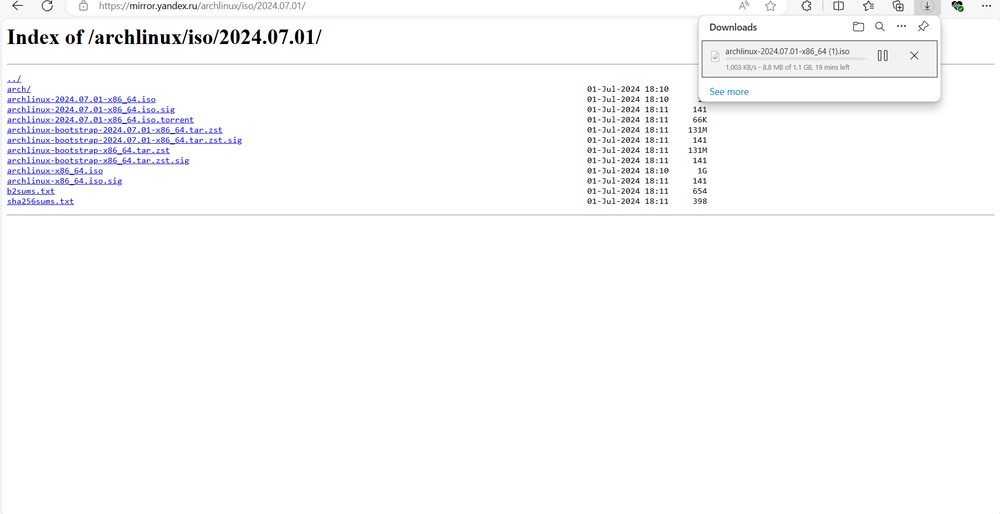 https://mirror.yandex.ru/archlinux/iso/2024.07.01/
Downloads
archlinux-2024.07.01-x86_64 (1).iso
1,003 KB/s - 8.8 MB of 1.1 GB, 19 mins left
See more
Index of /archlinux/iso/2024.07.01/
../
arch/ 01-Jul-2024 18:10
archlinux-2024.07.01-x86_64.iso 01-Jul-2024 18:10
archlinux-2024.07.01-x86_64.iso.sig 01-Jul-2024 18:11 141
archlinux-2024.07.01-x86_64.iso.torrent 01-Jul-2024 18:11 66K
archlinux-bootstrap-2024.07.01-x86_64.tar.zst 01-Jul-2024 18:11 131M
archlinux-bootstrap-2024.07.01-x86_64.tar.zst.sig 01-Jul-2024 18:11 141
archlinux-bootstrap-x86_64.tar.zst 01-Jul-2024 18:11 131M
archlinux-bootstrap-x86_64.tar.zst.sig 01-Jul-2024 18:11 141
archlinux-x86_64.iso 01-Jul-2024 18:10 1G
archlinux-x86_64.iso.sig 01-Jul-2024 18:11 141
b2sums.txt 01-Jul-2024 18:11 654
sha256sums.txt 01-Jul-2024 18:11 398